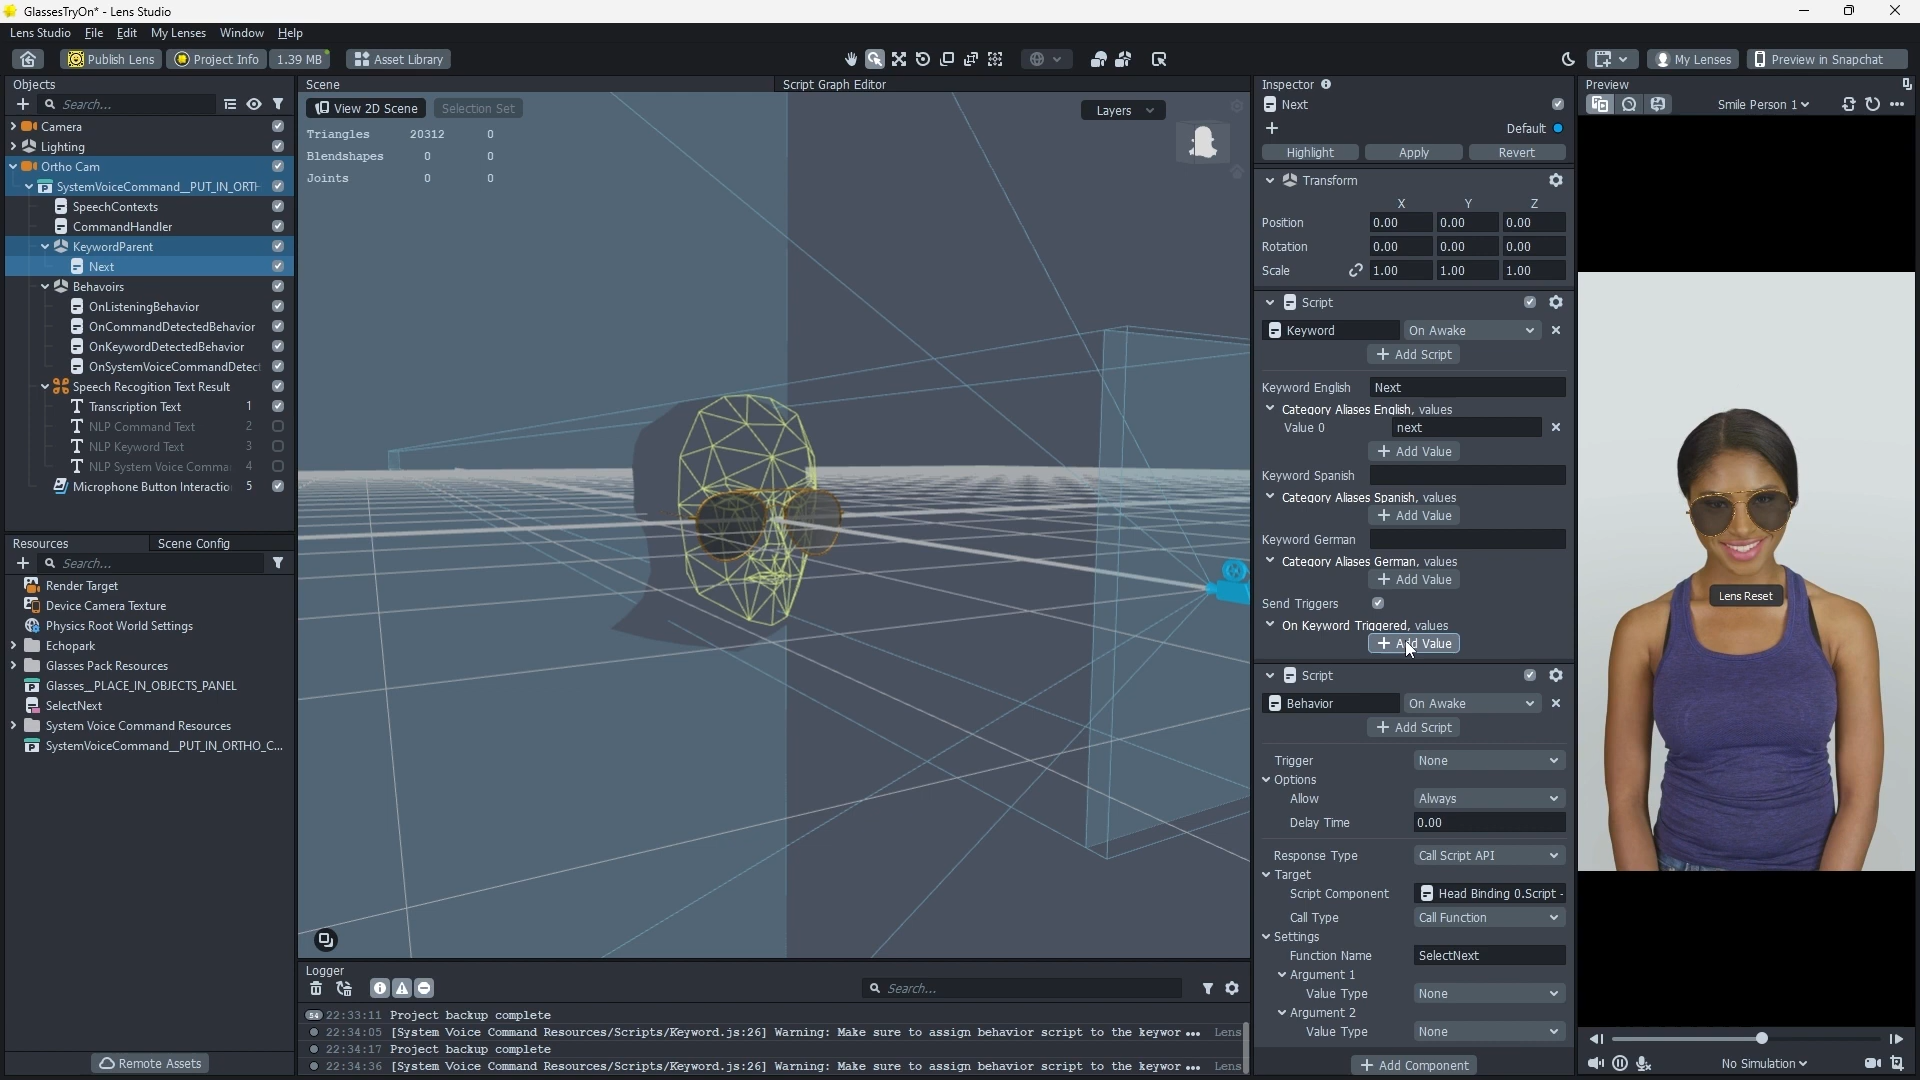 GlassesTryOn* - Lens Studio
Lens Studio File Edit My Lenses Window Help
Publish Lens Project Info 1.39 MB Asset Library My Lenses Preview in Snapchat
Objects
Search...
Camera
Lighting
Ortho Cam
SystemVoiceCommand__PUT_IN_ORTH
SpeechContexts
CommandHandler
KeywordParent
Next
Behavoirs
OnListeningBehavior
OnCommandDetectedBehavior
OnKeywordDetectedBehavior
OnSystemVoiceCommandDetec
Speech Recogition Text Result
Transcription Text 1
NLP Command Text 2
NLP Keyword Text 3
NLP System Voice Comma 4
Microphone Button Interactio 5
Resources Scene Config
Search...
Render Target
Device Camera Texture
Physics Root World Settings
Echopark
Glasses Pack Resources
Glasses__PLACE_IN_OBJECTS_PANEL
SelectNext
System Voice Command Resources
SystemVoiceCommand__PUT_IN_ORTHO_C...
Remote Assets
Scene Script Graph Editor
View 2D Scene Selection Set Layers
Triangles 20312 0
Blendshapes 0 0
Joints 0 0
Logger
Search...
54 22:33:11 Project backup complete
22:34:05 [System Voice Command Resources/Scripts/Keyword.js:26] Warning: Make sure to assign behavior script to the keywor ... Lens
22:34:17 Project backup complete
22:34:36 [System Voice Command Resources/Scripts/Keyword.js:26] Warning: Make sure to assign behavior script to the keywor ... Lens
Inspector
Next
Default
Highlight Apply Revert
Transform
X Y Z
Position 0.00 0.00 0.00
Rotation 0.00 0.00 0.00
Scale 1.00 1.00 1.00
Script
Keyword On Awake
+ Add Script
Keyword English Next
Category Aliases English, values
Value 0 next
+ Add Value
Keyword Spanish
Category Aliases Spanish, values
+ Add Value
Keyword German
Category Aliases German, values
+ Add Value
Send Triggers
On Keyword Triggered, values
+ Add Value
Script
Behavior On Awake
+ Add Script
Trigger None
Options
Allow Always
Delay Time 0.00
Response Type Call Script API
Target
Script Component Head Binding 0.Script -
Call Type Call Function
Settings
Function Name SelectNext
Argument 1
Value Type None
Argument 2
Value Type None
+ Add Component
Preview
Smile Person 1
Lens Reset
No Simulation